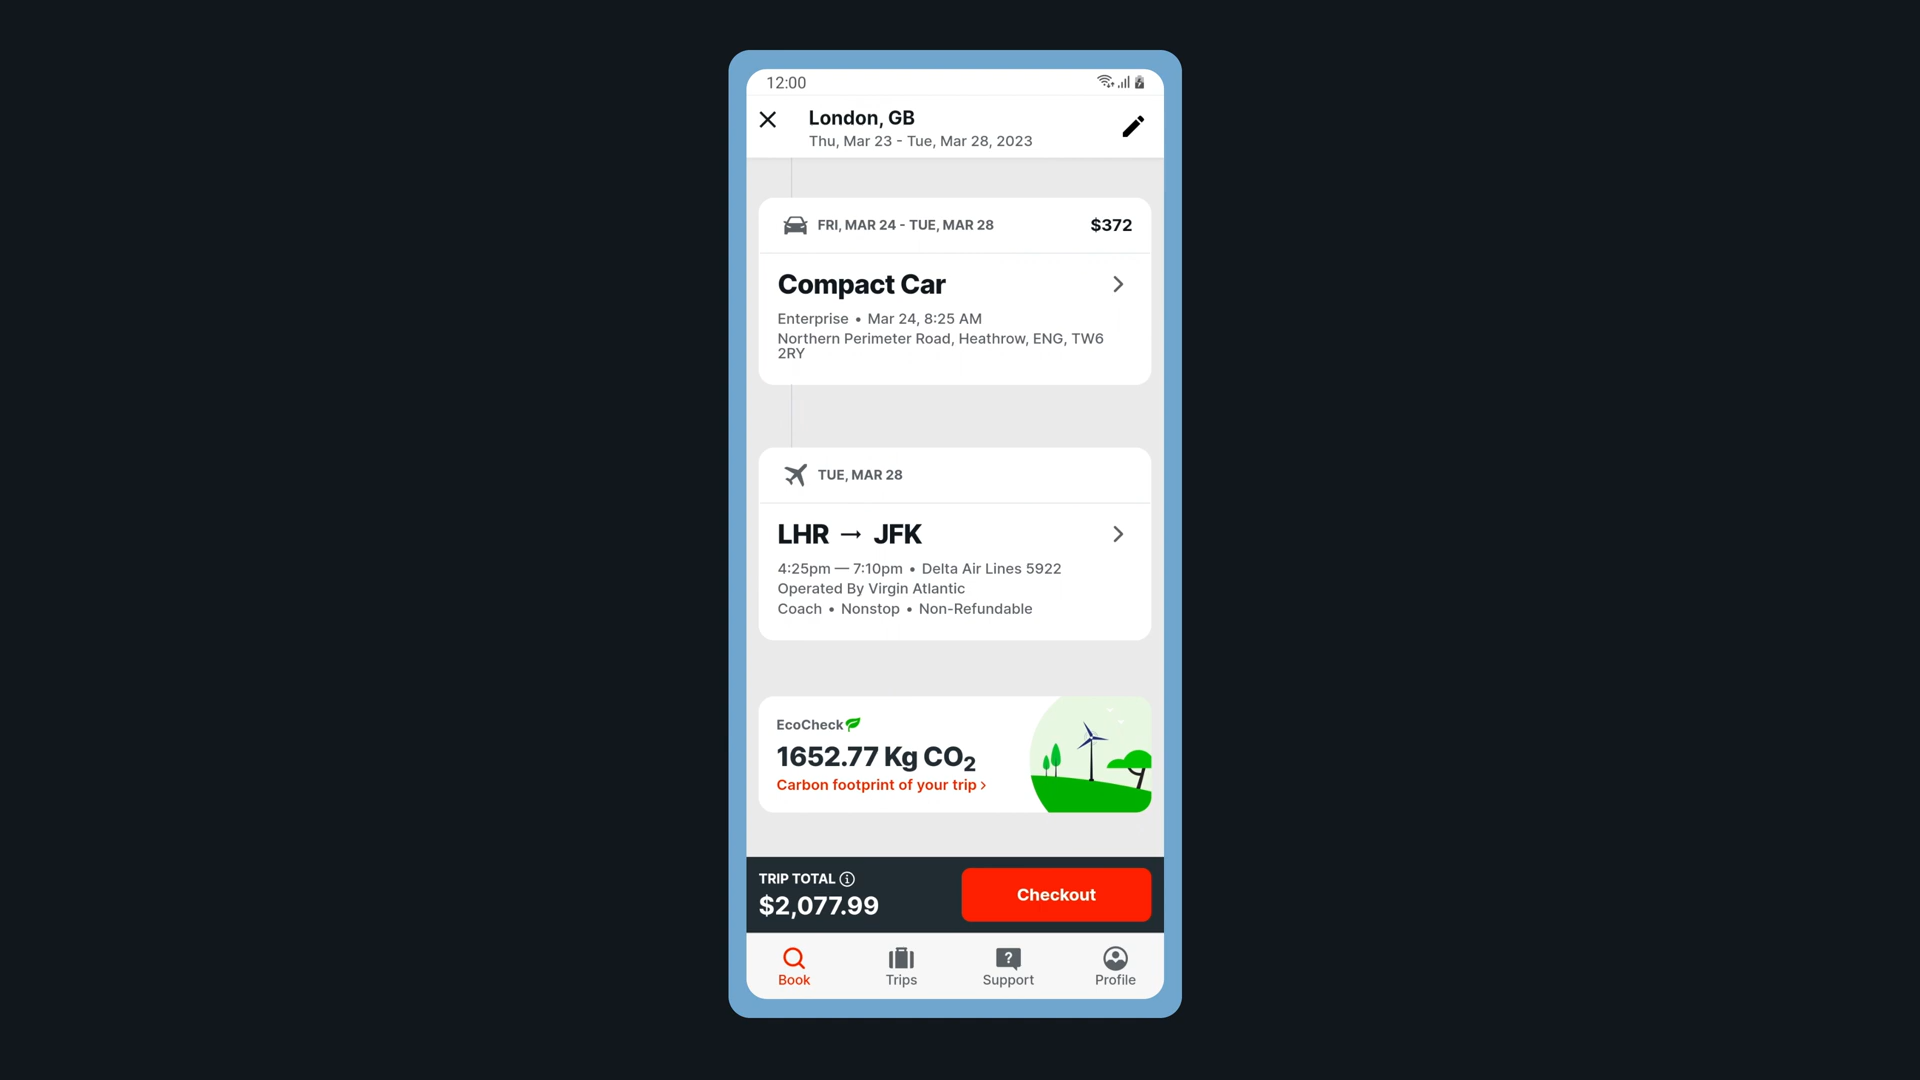 12:00
London, GB
Thu, Mar 23 - Tue, Mar 28, 2023
FRI, MAR 24 - TUE, MAR 28
$372
Compact Car
Enterprise • Mar 24, 8:25 AM
Northern Perimeter Road, Heathrow, ENG, TW6
2RY
TUE, MAR 28
LHR → JFK
4:25pm — 7:10pm • Delta Air Lines 5922
Operated By Virgin Atlantic
Coach • Nonstop • Non-Refundable
EcoCheck
1652.77 Kg CO₂
Carbon footprint of your trip ›
TRIP TOTAL
$2,077.99
Checkout
Book
Trips
Support
Profile